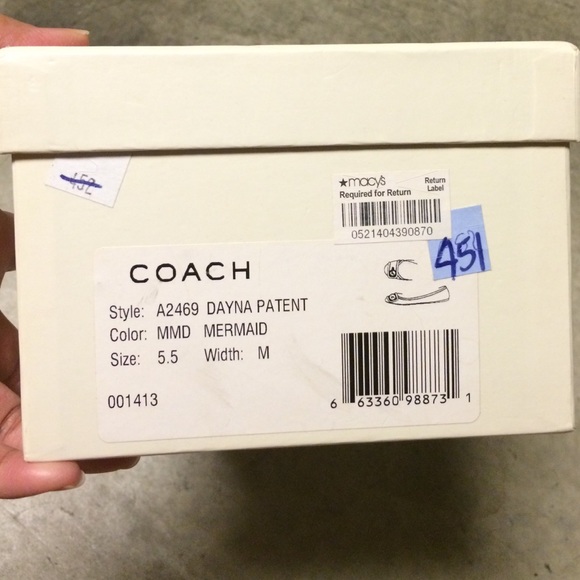 452
★macy's Return Label
Required for Return
0521404390870
451
COACH
Style: A2469 DAYNA PATENT
Color: MMD MERMAID
Size: 5.5 Width: M
001413
6 63360 98873 1